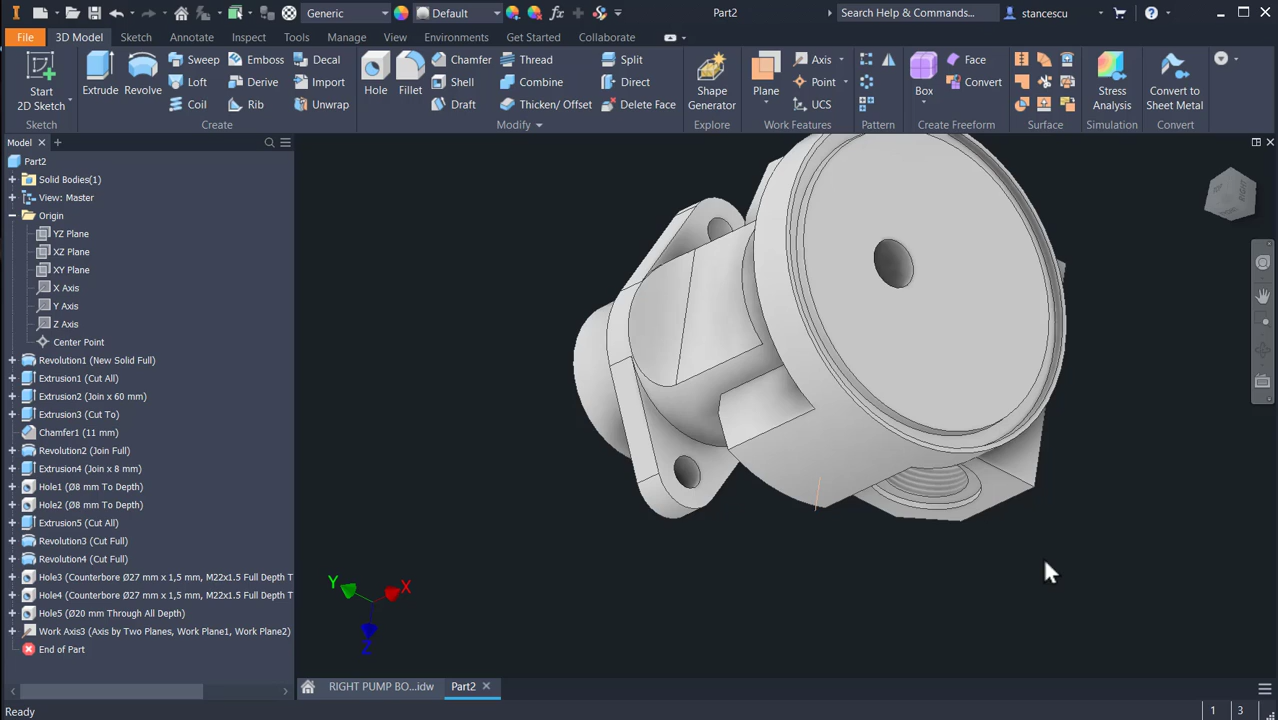 Generic
Default
fx
Part2
Search Help & Commands...
stancescu
File
3D Model
Sketch
Annotate
Inspect
Tools
Manage
View
Environments
Get Started
Collaborate
Start
2D Sketch
Sketch
Extrude
Revolve
Sweep
Loft
Coil
Emboss
Derive
Rib
Decal
Import
Unwrap
Create
Hole
Fillet
Chamfer
Shell
Draft
Thread
Combine
Thicken/ Offset
Split
Direct
Delete Face
Modify
Shape
Generator
Explore
Plane
Axis
Point
UCS
Work Features
Pattern
Box
Face
Convert
Create Freeform
Surface
Stress
Analysis
Simulation
Convert to
Sheet Metal
Convert
Model
Part2
Solid Bodies(1)
View: Master
Origin
YZ Plane
XZ Plane
XY Plane
X Axis
Y Axis
Z Axis
Center Point
Revolution1 (New Solid Full)
Extrusion1 (Cut All)
Extrusion2 (Join x 60 mm)
Extrusion3 (Cut To)
Chamfer1 (11 mm)
Revolution2 (Join Full)
Extrusion4 (Join x 8 mm)
Hole1 (Ø8 mm To Depth)
Hole2 (Ø8 mm To Depth)
Extrusion5 (Cut All)
Revolution3 (Cut Full)
Revolution4 (Cut Full)
Hole3 (Counterbore Ø27 mm x 1,5 mm, M22x1.5 Full Depth T
Hole4 (Counterbore Ø27 mm x 1,5 mm, M22x1.5 Full Depth T
Hole5 (Ø20 mm Through All Depth)
Work Axis3 (Axis by Two Planes, Work Plane1, Work Plane2)
End of Part
RIGHT
Y
X
Z
RIGHT PUMP BO...idw
Part2
Ready
1
3